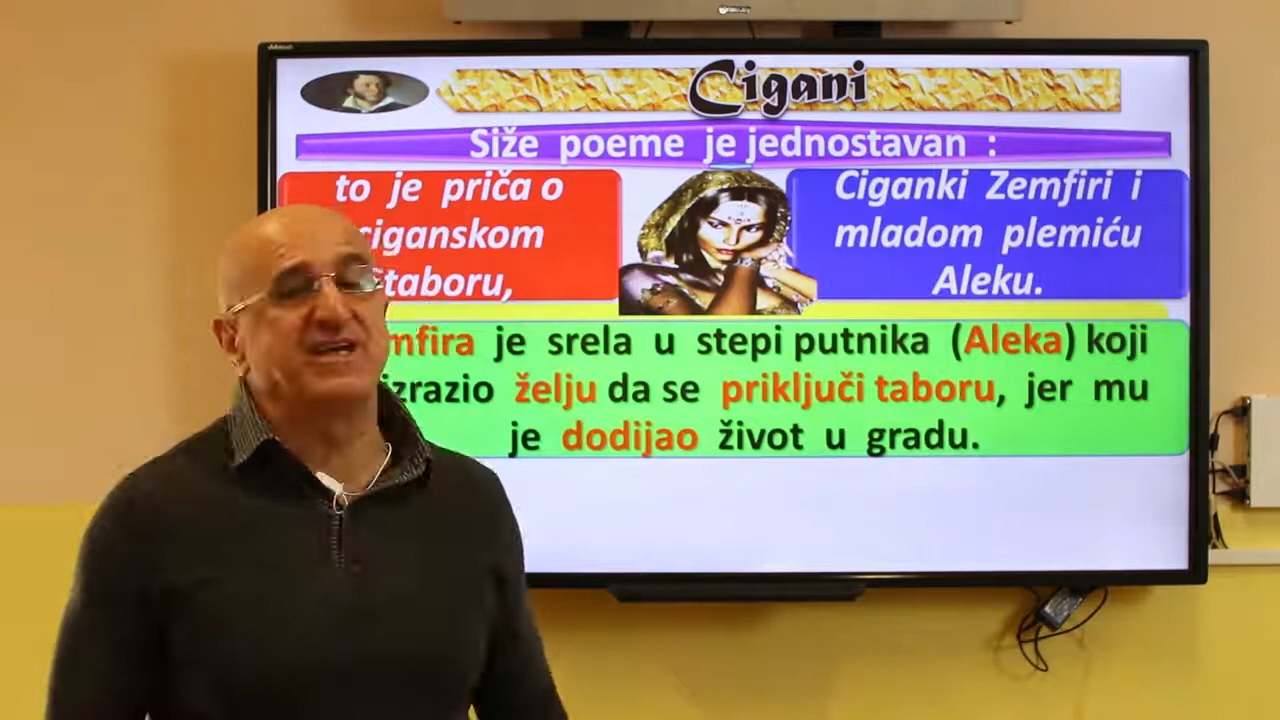 Cigani
Siže poeme je jednostavan :
to je priča o
ciganskom
taboru,
Ciganki Zemfiri i
mladom plemiću
Aleku.
mfira je srela u stepi putnika (Aleka) koji
izrazio želju da se priključi taboru, jer mu
je dodijao život u gradu.